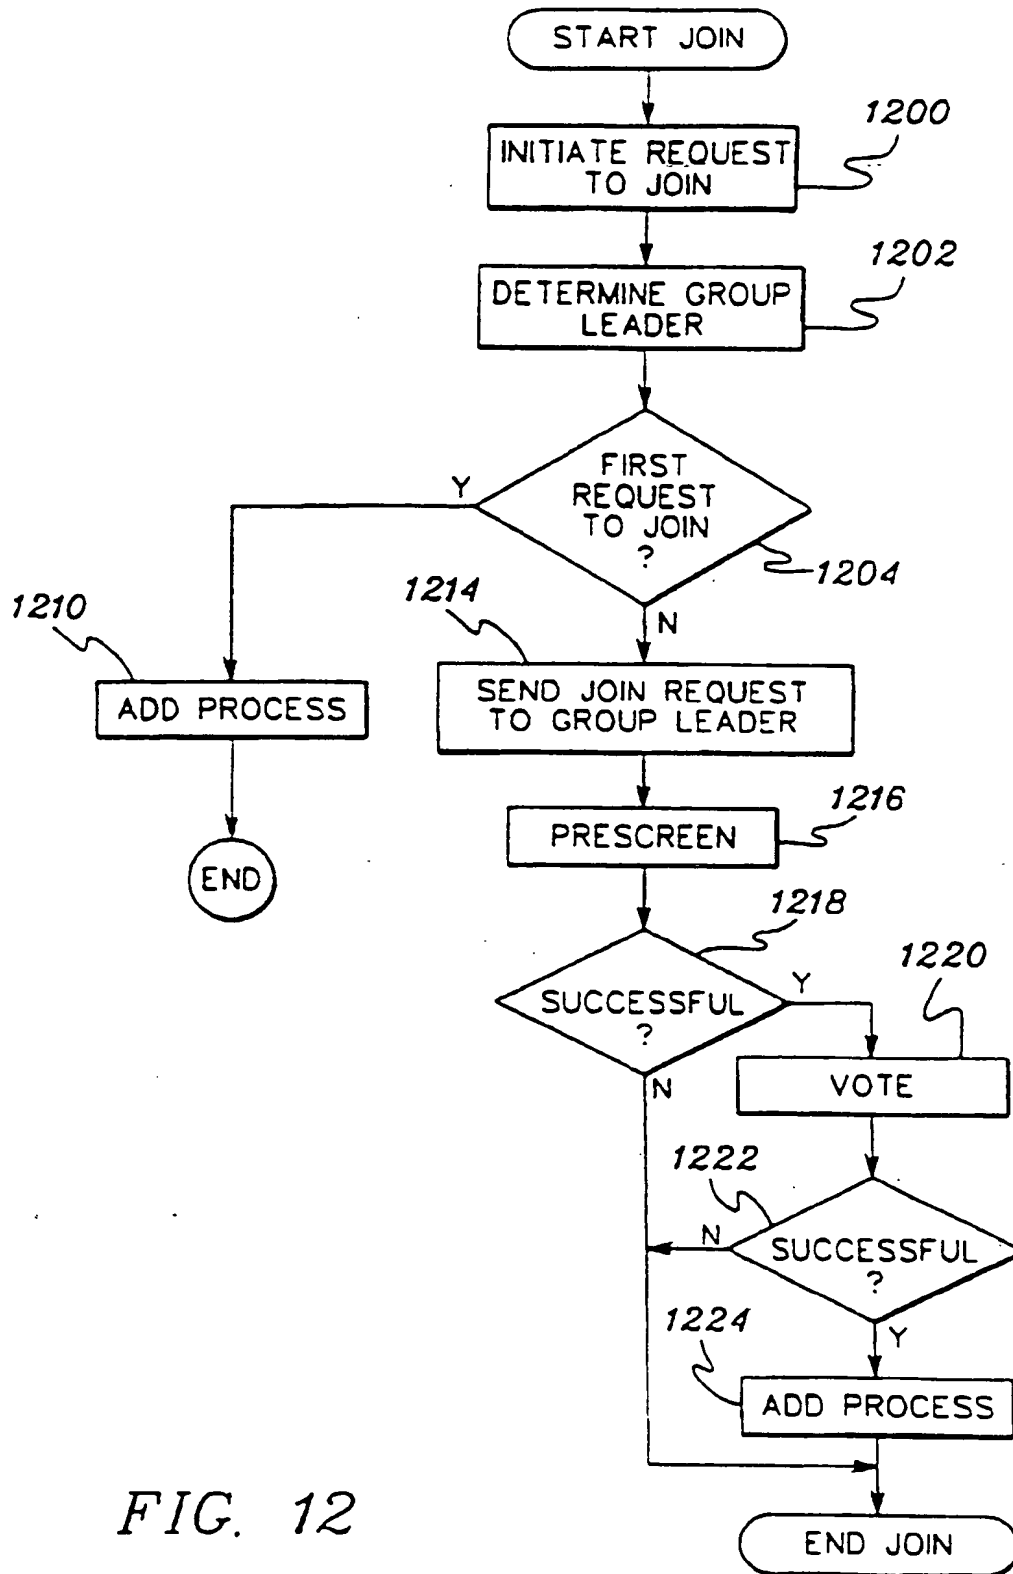 START JOIN
1200
INITIATE REQUEST
TO JOIN
1202
DETERMINE GROUP
LEADER
FIRST
REQUEST
TO JOIN
?
Y
1204
N
1210
1214
ADD PROCESS
SEND JOIN REQUEST
TO GROUP LEADER
1216
PRESCREEN
END
1218
SUCCESSFUL
?
Y
N
1220
VOTE
1222
N
SUCCESSFUL
?
Y
1224
ADD PROCESS
END JOIN
FIG. 12